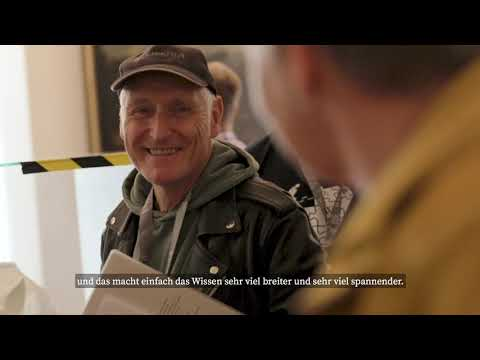 und das macht einfach das Wissen sehr viel breiter und sehr viel spannender.